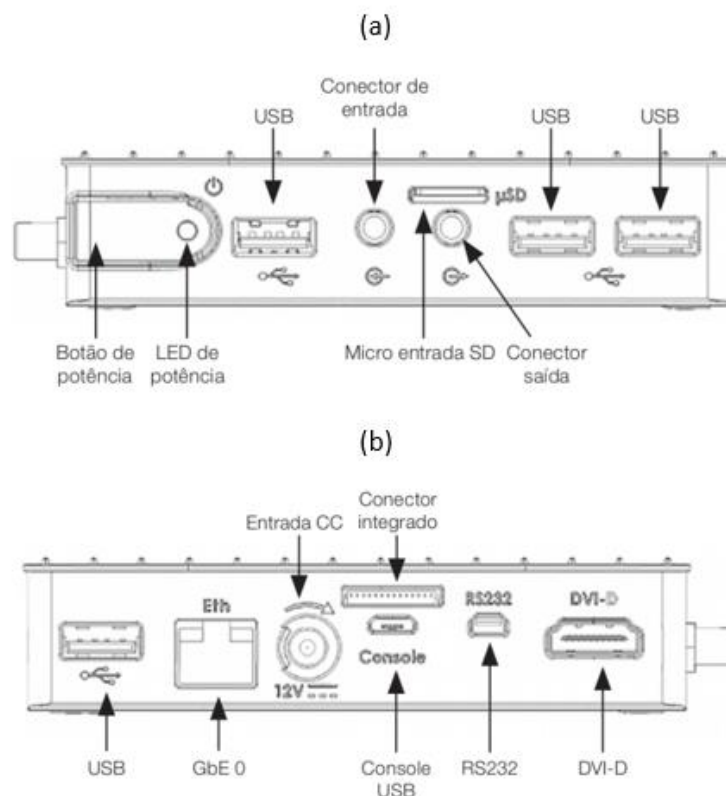 (a)
Conector de
entrada
USB
USB
USB
µSD
Botão de
potência
LED de
potência
Micro entrada SD
Conector
saída
(b)
Conector
integrado
Entrada CC
Eth
RS232
DVI-D
Console
12V
USB
GbE 0
Console
USB
RS232
DVI-D